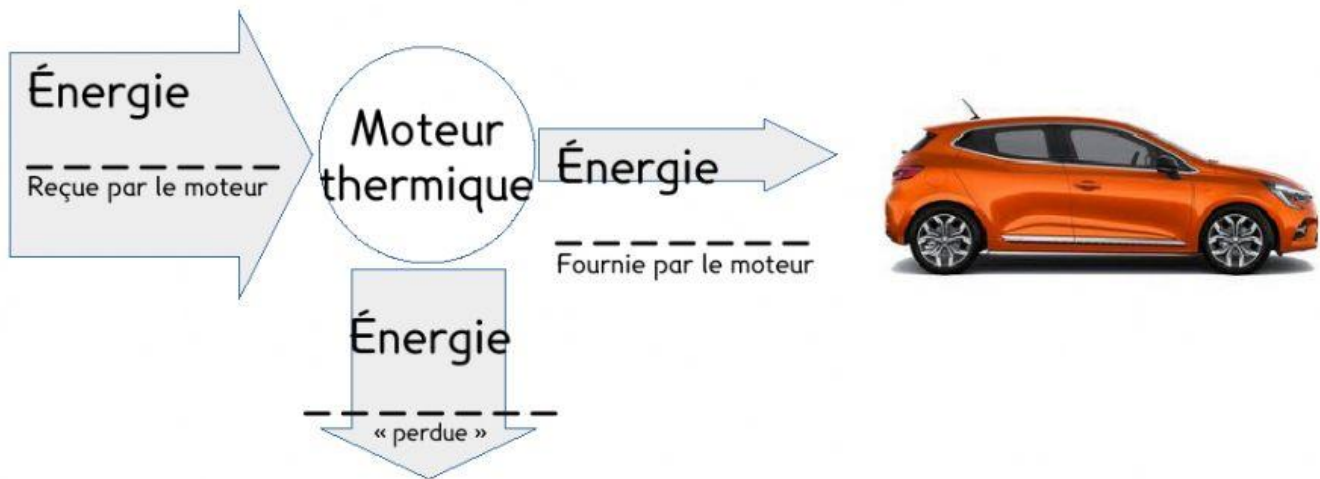 Énergie
Reçue par le moteur
Moteur
thermique
Énergie
Fournie par le moteur
Énergie
« perdue »